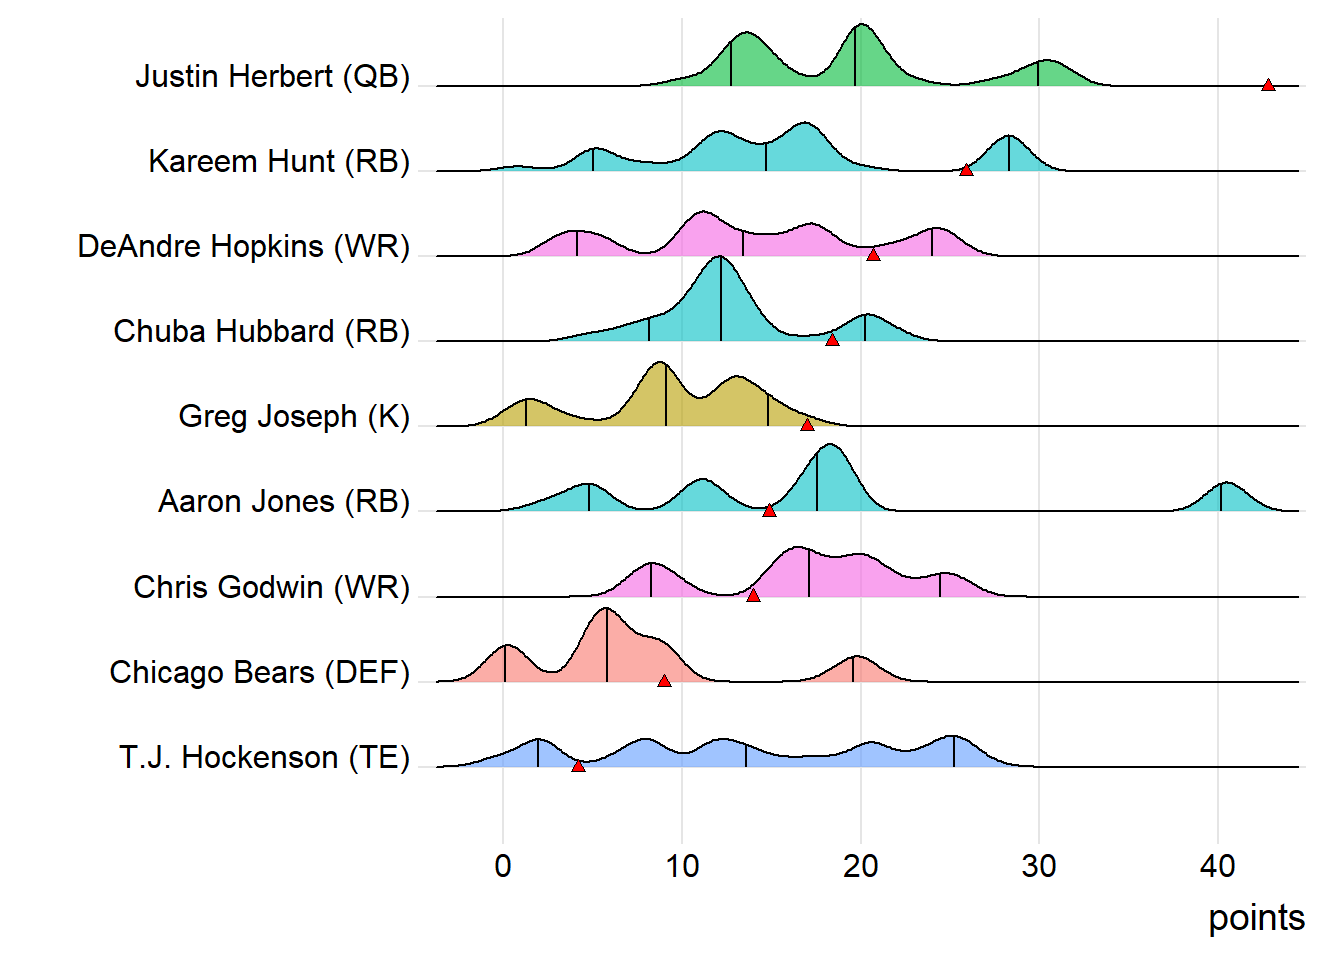 Justin Herbert (QB)
Kareem Hunt (RB)
DeAndre Hopkins (WR)
Chuba Hubbard (RB)
Greg Joseph (K)
Aaron Jones (RB)
Chris Godwin (WR)
Chicago Bears (DEF)
T.J. Hockenson (TE)
0 10 20 30 40
points